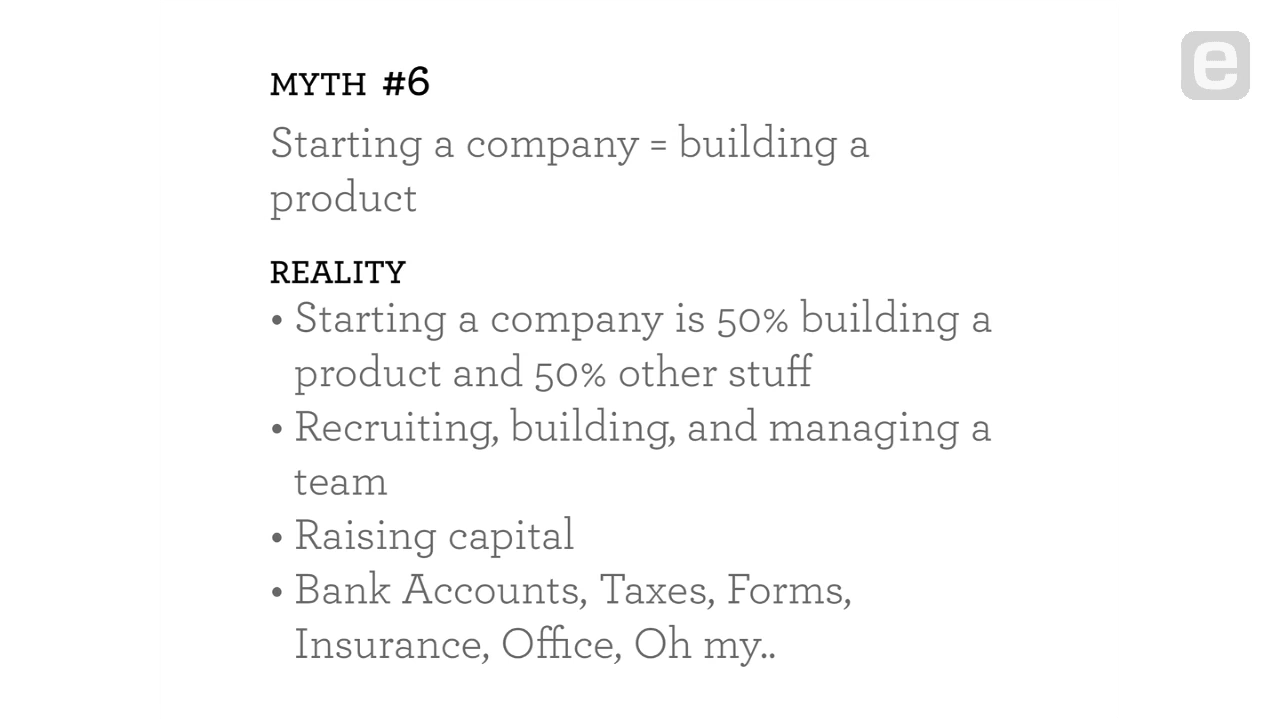 MYTH #6
Starting a company = building a
product
REALITY
• Starting a company is 50% building a
product and 50% other stuff
• Recruiting, building, and managing a
team
• Raising capital
• Bank Accounts, Taxes, Forms,
Insurance, Office, Oh my..
e